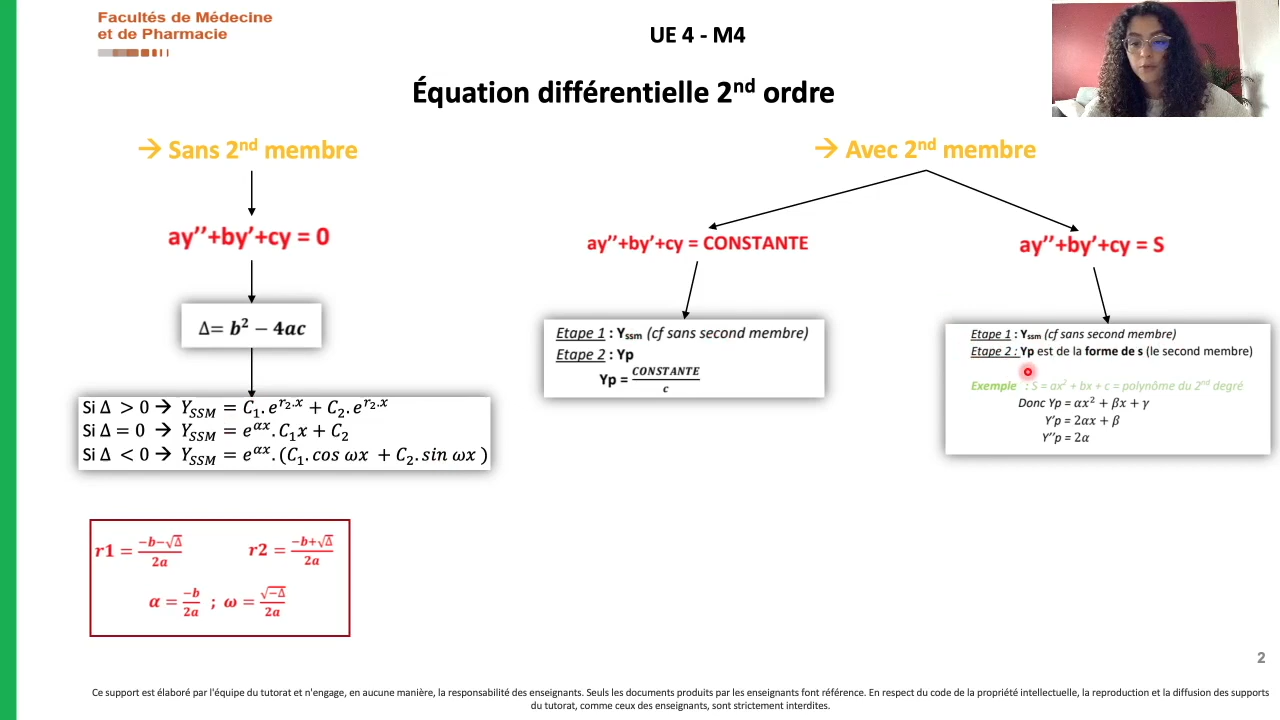 Facultés de Médecine
et de Pharmacie
UE 4 - M4
Équation différentielle 2nd ordre
→ Sans 2nd membre
ay’’+by’+cy = 0
Δ= b² − 4ac
Si Δ > 0 → Y_SSM = C₁.e^(r₂.x) + C₂.e^(r₂.x)
Si Δ = 0 → Y_SSM = e^(αx).C₁x + C₂
Si Δ < 0 → Y_SSM = e^(αx).(C₁.cos ωx + C₂.sin ωx )
r1 = (−b−√Δ)/2a r2 = (−b+√Δ)/2a
α = −b/2a ; ω = √−Δ/2a
→ Avec 2nd membre
ay’’+by’+cy = CONSTANTE
Etape 1 : Yssm (cf sans second membre)
Etape 2 : Yp
Yp = CONSTANTE/c
ay’’+by’+cy = S
Etape 1 : Yssm (cf sans second membre)
Etape 2 : Yp est de la forme de s (le second membre)
Exemple : S = ax² + bx + c = polynôme du 2nd degré
Donc Yp = αx² + βx + γ
Y’p = 2αx + β
Y’’p = 2α
2
Ce support est élaboré par l'équipe du tutorat et n'engage, en aucune manière, la responsabilité des enseignants. Seuls les documents produits par les enseignants font référence. En respect du code de la propriété intellectuelle, la reproduction et la diffusion des supports
du tutorat, comme ceux des enseignants, sont strictement interdites.